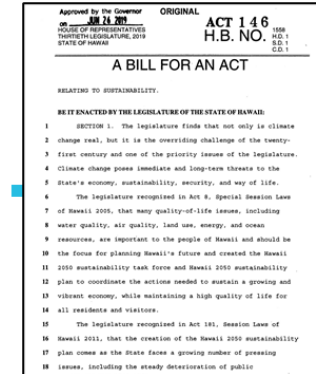 Approved by the Governor
on JUN 26 2019
ORIGINAL
HOUSE OF REPRESENTATIVES
THIRTIETH LEGISLATURE, 2019
STATE OF HAWAII
ACT 146
H.B. NO. 1558
H.D. 1
S.D. 1
C.D. 1
A BILL FOR AN ACT
RELATING TO SUSTAINABILITY.
BE IT ENACTED BY THE LEGISLATURE OF THE STATE OF HAWAII:
1 SECTION 1. The legislature finds that not only is climate
2 change real, but it is the overriding challenge of the twenty-
3 first century and one of the priority issues of the legislature.
4 Climate change poses immediate and long-term threats to the
5 State's economy, sustainability, security, and way of life.
6 The legislature recognized in Act 8, Special Session Laws
7 of Hawaii 2005, that many quality-of-life issues, including
8 water quality, air quality, land use, energy, and ocean
9 resources, are important to the people of Hawaii and should be
10 the focus for planning Hawaii's future and created the Hawaii
11 2050 sustainability task force and Hawaii 2050 sustainability
12 plan to coordinate the actions needed to sustain a growing and
13 vibrant economy, while maintaining a high quality of life for
14 all residents and visitors.
15 The legislature recognized in Act 181, Session Laws of
16 Hawaii 2011, that the creation of the Hawaii 2050 sustainability
17 plan comes as the State faces a growing number of pressing
18 issues, including the steady deterioration of public